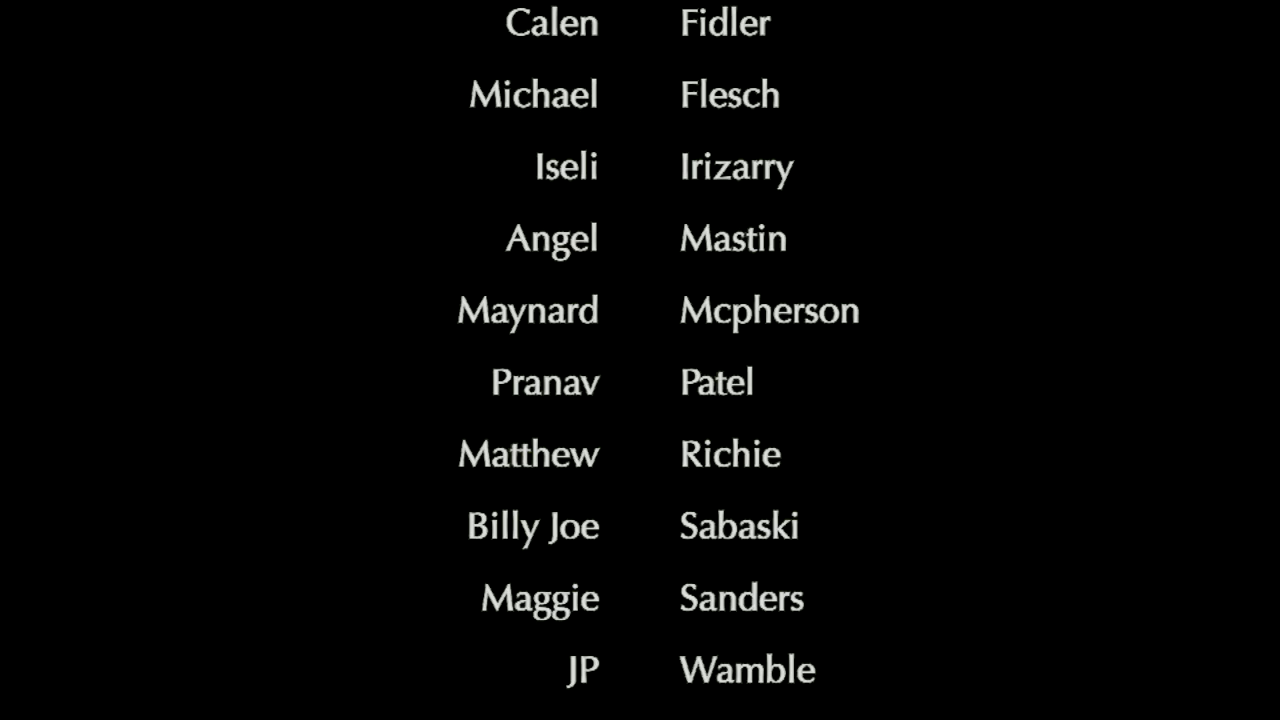 Calen Fidler
Michael Flesch
Iseli Irizarry
Angel Mastin
Maynard Mcpherson
Pranav Patel
Matthew Richie
Billy Joe Sabaski
Maggie Sanders
JP Wamble